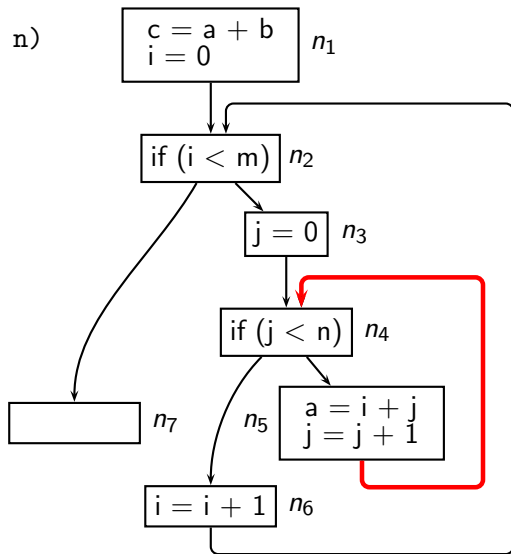 n)
c = a + b
i = 0
n1
if (i < m)
n2
j = 0
n3
if (j < n)
n4
n7
n5
a = i + j
j = j + 1
i = i + 1
n6